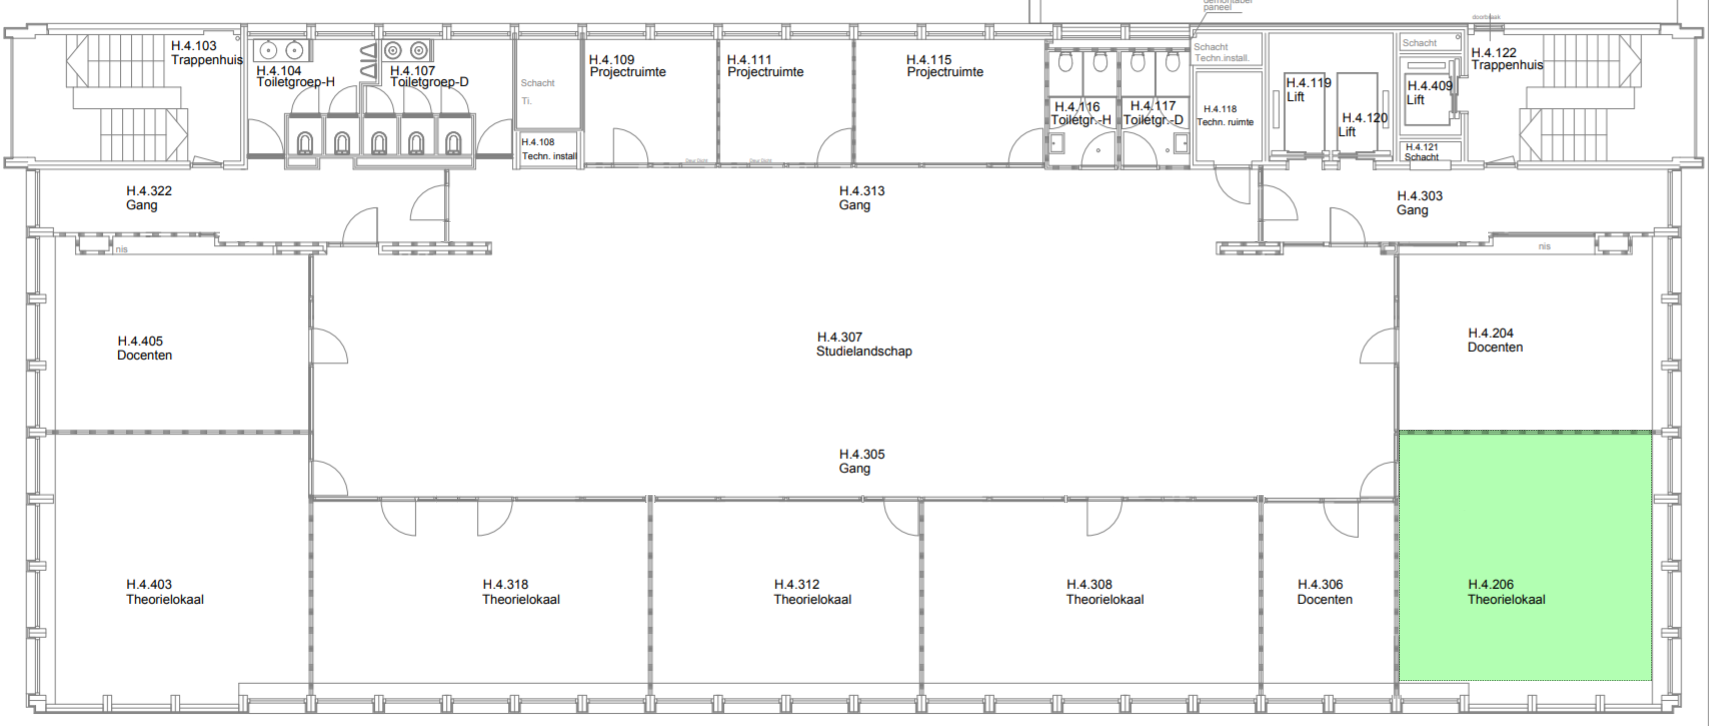 demontabel
paneel
doorbraak
H.4.103
Trappenhuis
H.4.104
Toiletgroep-H
H.4.107
Toiletgroep-D
Schacht
Ti.
H.4.108
Techn. install
H.4.109
Projectruimte
H.4.111
Projectruimte
H.4.115
Projectruimte
H.4.116
Toiletgr.-H
H.4.117
Toiletgr.-D
Schacht
Techn.install.
H.4.118
Techn. ruimte
H.4.119
Lift
H.4.120
Lift
Schacht
H.4.409
Lift
H.4.121
Schacht
H.4.122
Trappenhuis
H.4.322
Gang
H.4.313
Gang
H.4.303
Gang
nis
nis
H.4.405
Docenten
H.4.307
Studielandschap
H.4.204
Docenten
H.4.305
Gang
H.4.403
Theorielokaal
H.4.318
Theorielokaal
H.4.312
Theorielokaal
H.4.308
Theorielokaal
H.4.306
Docenten
H.4.206
Theorielokaal